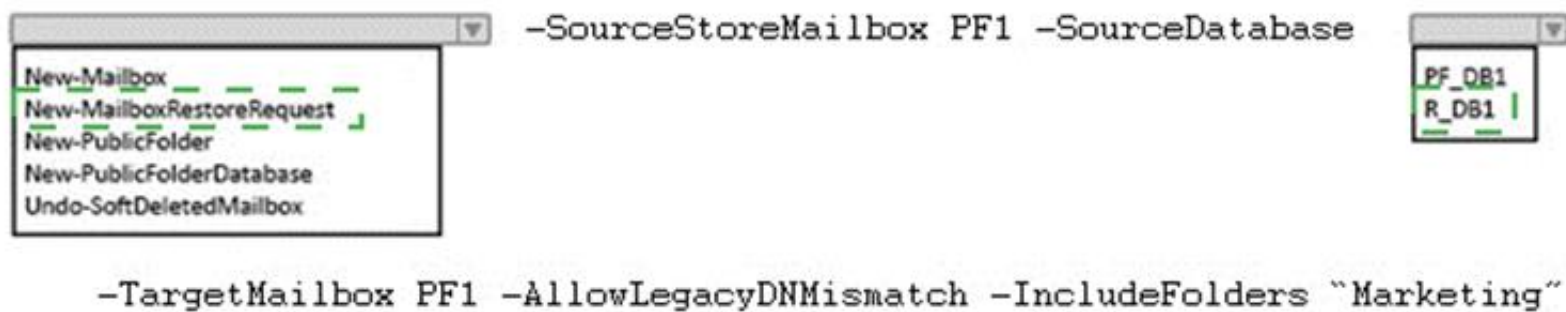 –SourceStoreMailbox PF1 –SourceDatabase
New-Mailbox
New-MailboxRestoreRequest
New-PublicFolder
New-PublicFolderDatabase
Undo-SoftDeletedMailbox
PF_DB1
R_DB1
–TargetMailbox PF1 –AllowLegacyDNMismatch –IncludeFolders ‶Marketing″